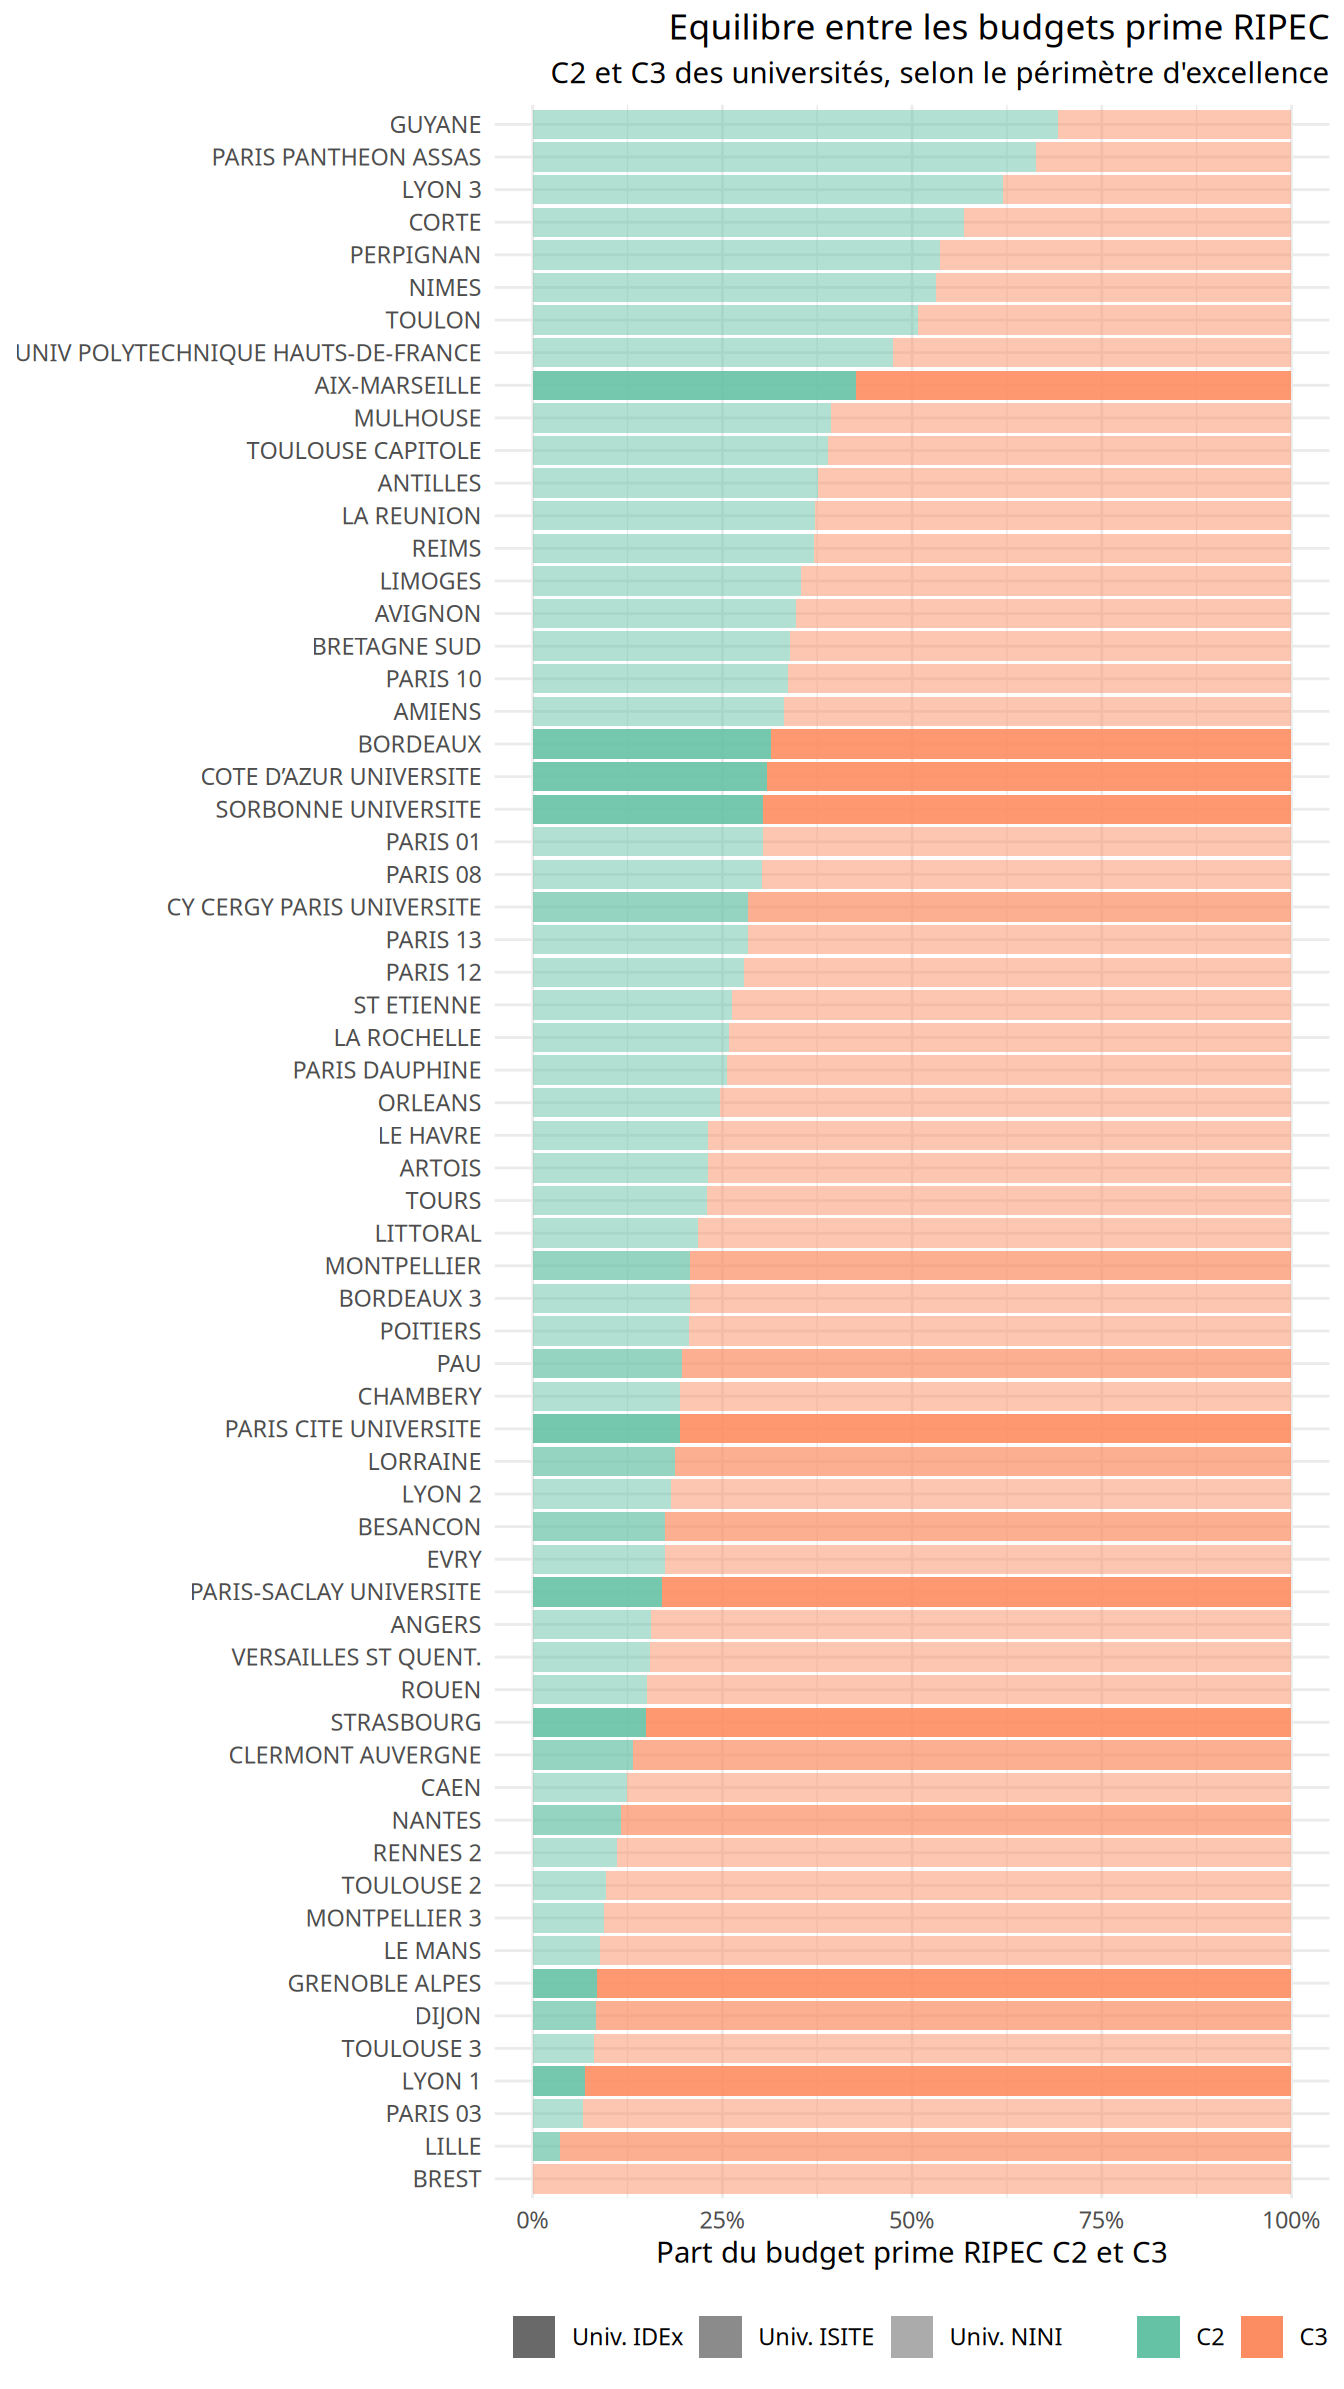 Equilibre entre les budgets prime RIPEC
C2 et C3 des universités, selon le périmètre d'excellence
GUYANE
PARIS PANTHEON ASSAS
LYON 3
CORTE
PERPIGNAN
NIMES
TOULON
UNIV POLYTECHNIQUE HAUTS-DE-FRANCE
AIX-MARSEILLE
MULHOUSE
TOULOUSE CAPITOLE
ANTILLES
LA REUNION
REIMS
LIMOGES
AVIGNON
BRETAGNE SUD
PARIS 10
AMIENS
BORDEAUX
COTE D’AZUR UNIVERSITE
SORBONNE UNIVERSITE
PARIS 01
PARIS 08
CY CERGY PARIS UNIVERSITE
PARIS 13
PARIS 12
ST ETIENNE
LA ROCHELLE
PARIS DAUPHINE
ORLEANS
LE HAVRE
ARTOIS
TOURS
LITTORAL
MONTPELLIER
BORDEAUX 3
POITIERS
PAU
CHAMBERY
PARIS CITE UNIVERSITE
LORRAINE
LYON 2
BESANCON
EVRY
PARIS-SACLAY UNIVERSITE
ANGERS
VERSAILLES ST QUENT.
ROUEN
STRASBOURG
CLERMONT AUVERGNE
CAEN
NANTES
RENNES 2
TOULOUSE 2
MONTPELLIER 3
LE MANS
GRENOBLE ALPES
DIJON
TOULOUSE 3
LYON 1
PARIS 03
LILLE
BREST
0% 25% 50% 75% 100%
Part du budget prime RIPEC C2 et C3
Univ. IDEx Univ. ISITE Univ. NINI C2 C3